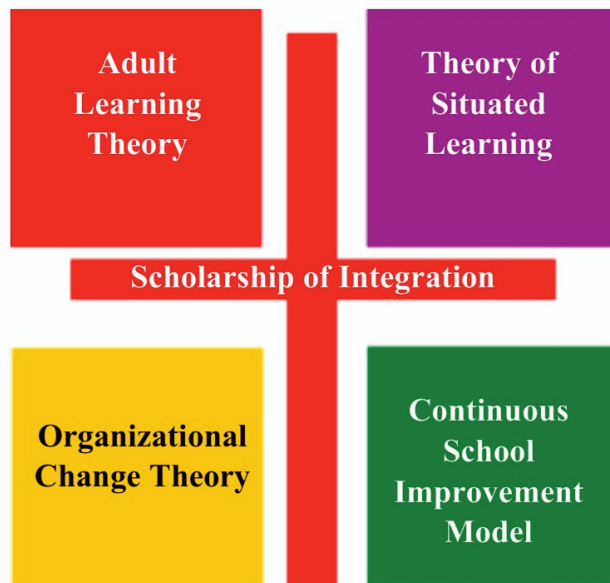 Adult
Learning
Theory
Theory of
Situated
Learning
Scholarship of Integration
Organizational
Change Theory
Continuous
School
Improvement
Model